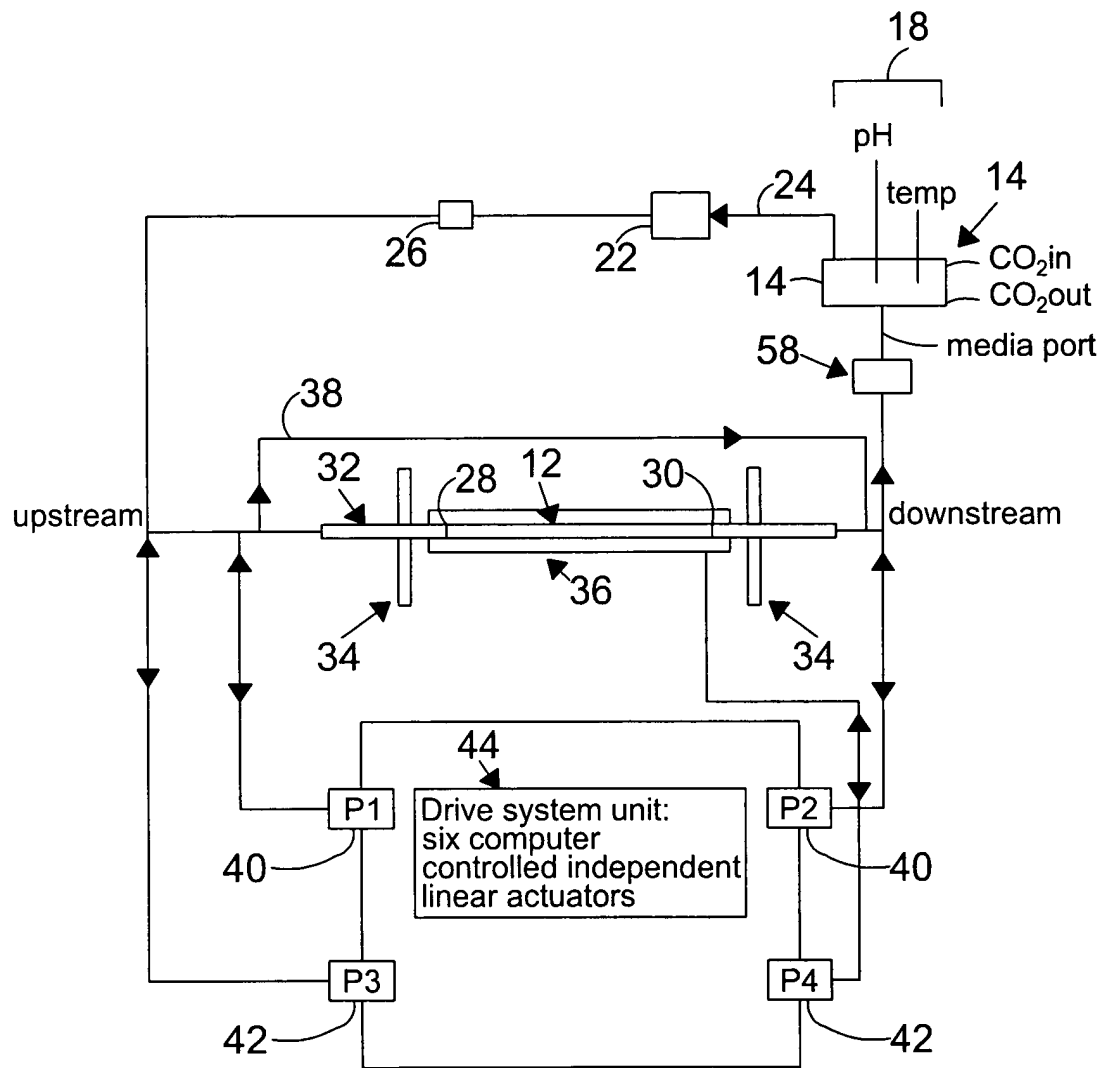 18
pH
temp
14
24
26
22
14
CO₂in
CO₂out
media port
58
38
32
28
12
30
upstream
downstream
36
34
34
44
P1
Drive system unit:
six computer
controlled independent
linear actuators
P2
40
40
P3
P4
42
42